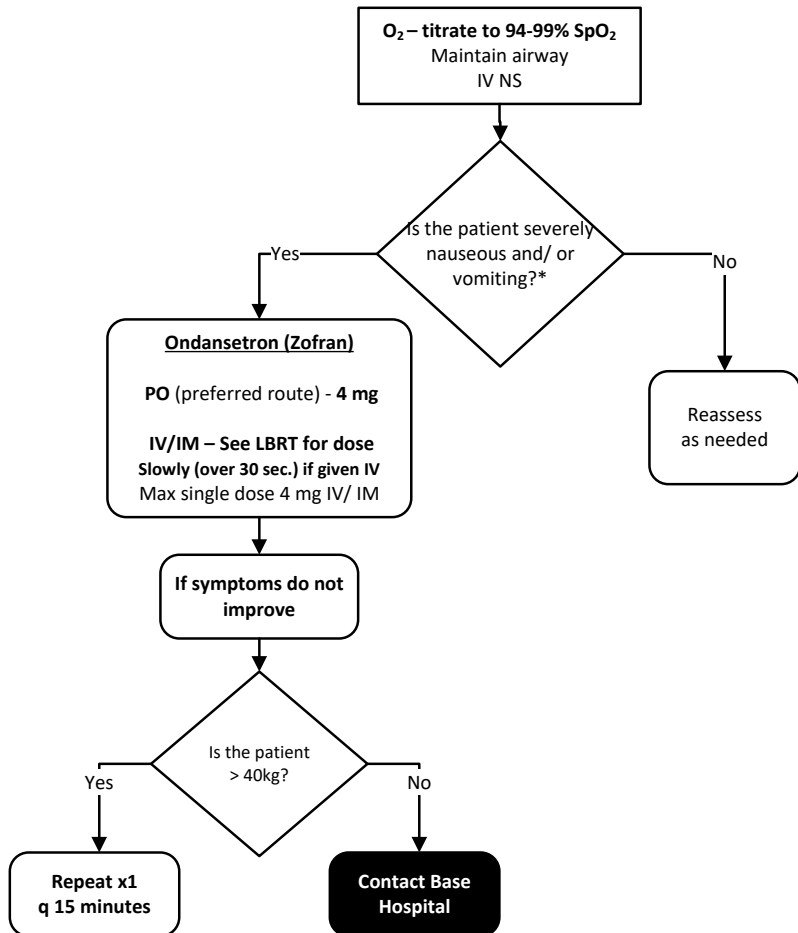 O₂ – titrate to 94-99% SpO₂
Maintain airway
IV NS
Is the patient severely
nauseous and/ or
vomiting?*
Yes
No
Ondansetron (Zofran)
PO (preferred route) - 4 mg
IV/IM – See LBRT for dose
Slowly (over 30 sec.) if given IV
Max single dose 4 mg IV/ IM
Reassess
as needed
If symptoms do not
improve
Is the patient
> 40kg?
Yes
No
Repeat x1
q 15 minutes
Contact Base
Hospital